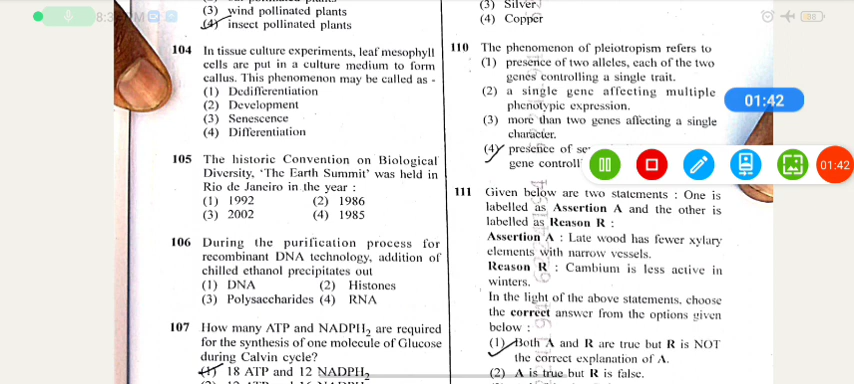 8:3 PM
(3) wind pollinated plants
(4) insect pollinated plants
104 In tissue culture experiments, leaf mesophyll
cells are put in a culture medium to form
callus. This phenomenon may be called as -
(1) Dedifferentiation
(2) Development
(3) Senescence
(4) Differentiation
105 The historic Convention on Biological
Diversity, 'The Earth Summit' was held in
Rio de Janeiro in the year :
(1) 1992 (2) 1986
(3) 2002 (4) 1985
106 During the purification process for
recombinant DNA technology, addition of
chilled ethanol precipitates out
(1) DNA (2) Histones
(3) Polysaccharides (4) RNA
107 How many ATP and NADPH₂ are required
for the synthesis of one molecule of Glucose
during Calvin cycle?
(1) 18 ATP and 12 NADPH₂
(3) Silver
(4) Copper
110 The phenomenon of pleiotropism refers to
(1) presence of two alleles, each of the two
genes controlling a single trait.
(2) a single gene affecting multiple
phenotypic expression.
(3) more than two genes affecting a single
character.
(4) presence of
gene controll
111 Given below are two statements : One is
labelled as Assertion A and the other is
labelled as Reason R :
Assertion A : Late wood has fewer xylary
elements with narrow vessels.
Reason R : Cambium is less active in
winters.
In the light of the above statements, choose
the correct answer from the options given
below :
(1) Both A and R are true but R is NOT
the correct explanation of A.
(2) A is true but R is false.
01:42
01:42